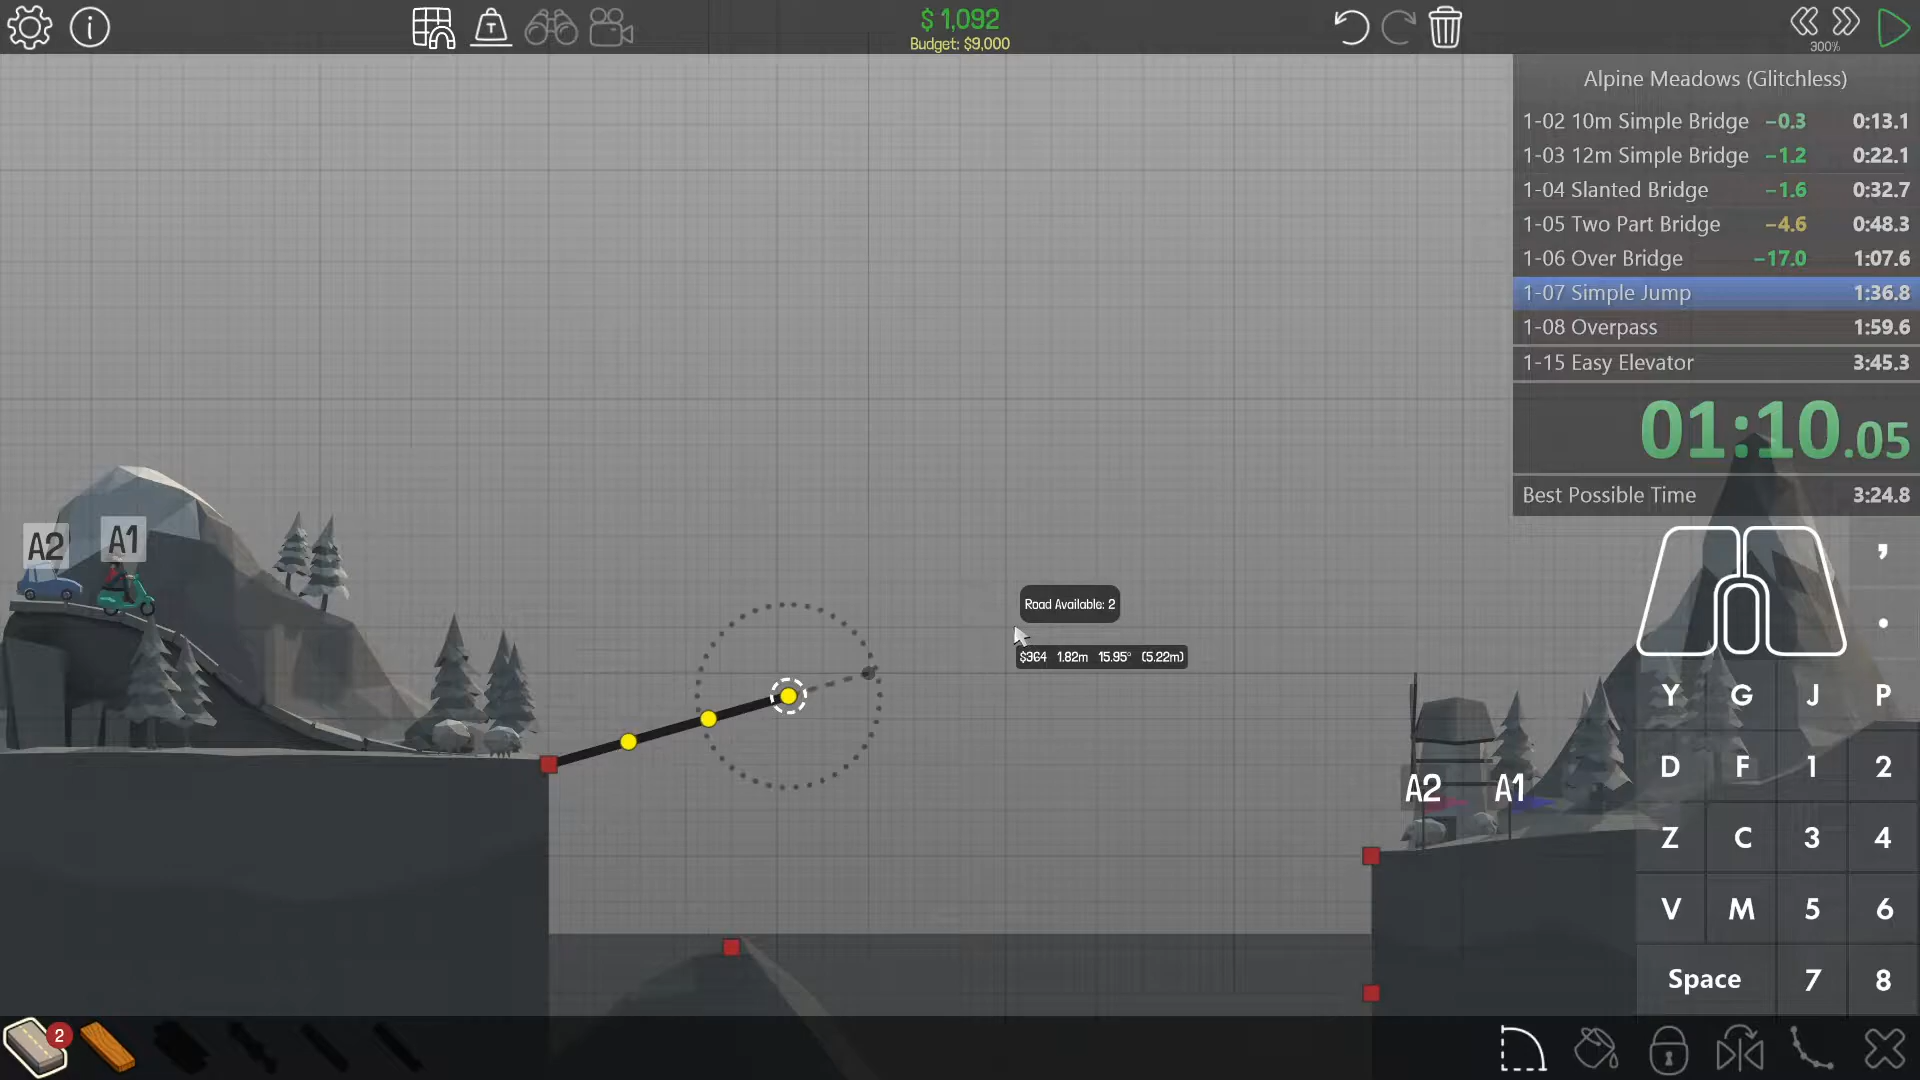 $ 1,092
Budget: $9,000
300%
Alpine Meadows (Glitchless)
1-02 10m Simple Bridge −0.3 0:13.1
1-03 12m Simple Bridge −1.2 0:22.1
1-04 Slanted Bridge −1.6 0:32.7
1-05 Two Part Bridge −4.6 0:48.3
1-06 Over Bridge −17.0 1:07.6
1-07 Simple Jump 1:36.8
1-08 Overpass 1:59.6
1-15 Easy Elevator 3:45.3
01:10.05
Best Possible Time 3:24.8
A2 A1
Road Available: 2
$364 1.82m 15.95° (5.22m)
A2 A1
,
.
Y G J P
D F 1 2
Z C 3 4
V M 5 6
Space 7 8
2
T